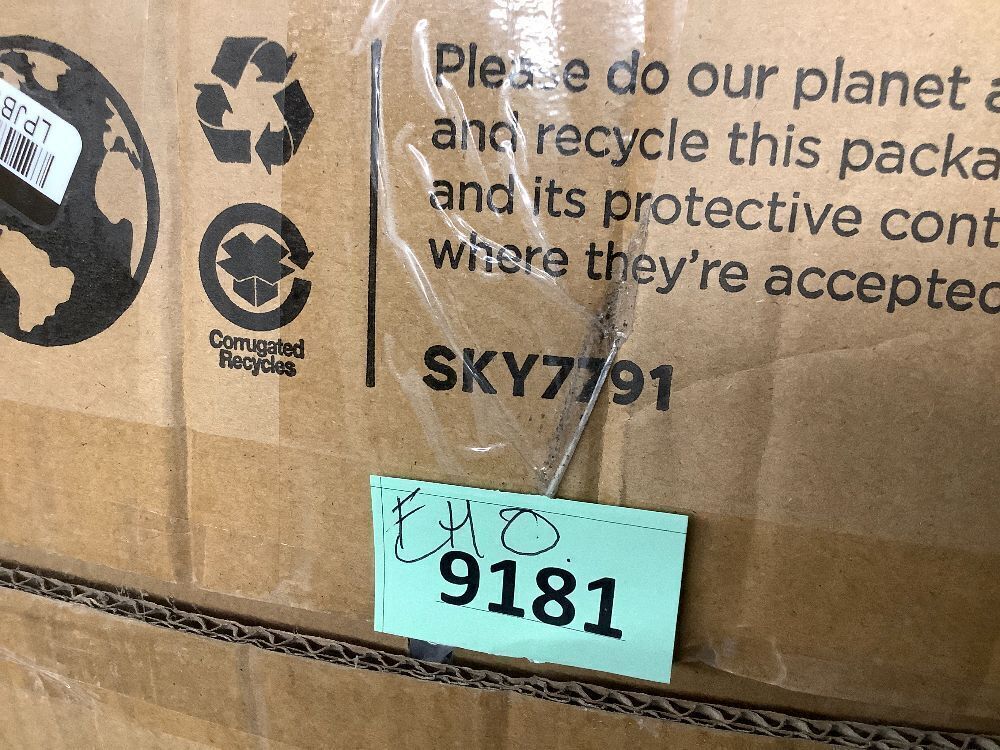 LPJB
Corrugated
Recycles
Please do our planet
and recycle this packa
and its protective cont
where they're accepted
SKY7791
EHO
9181